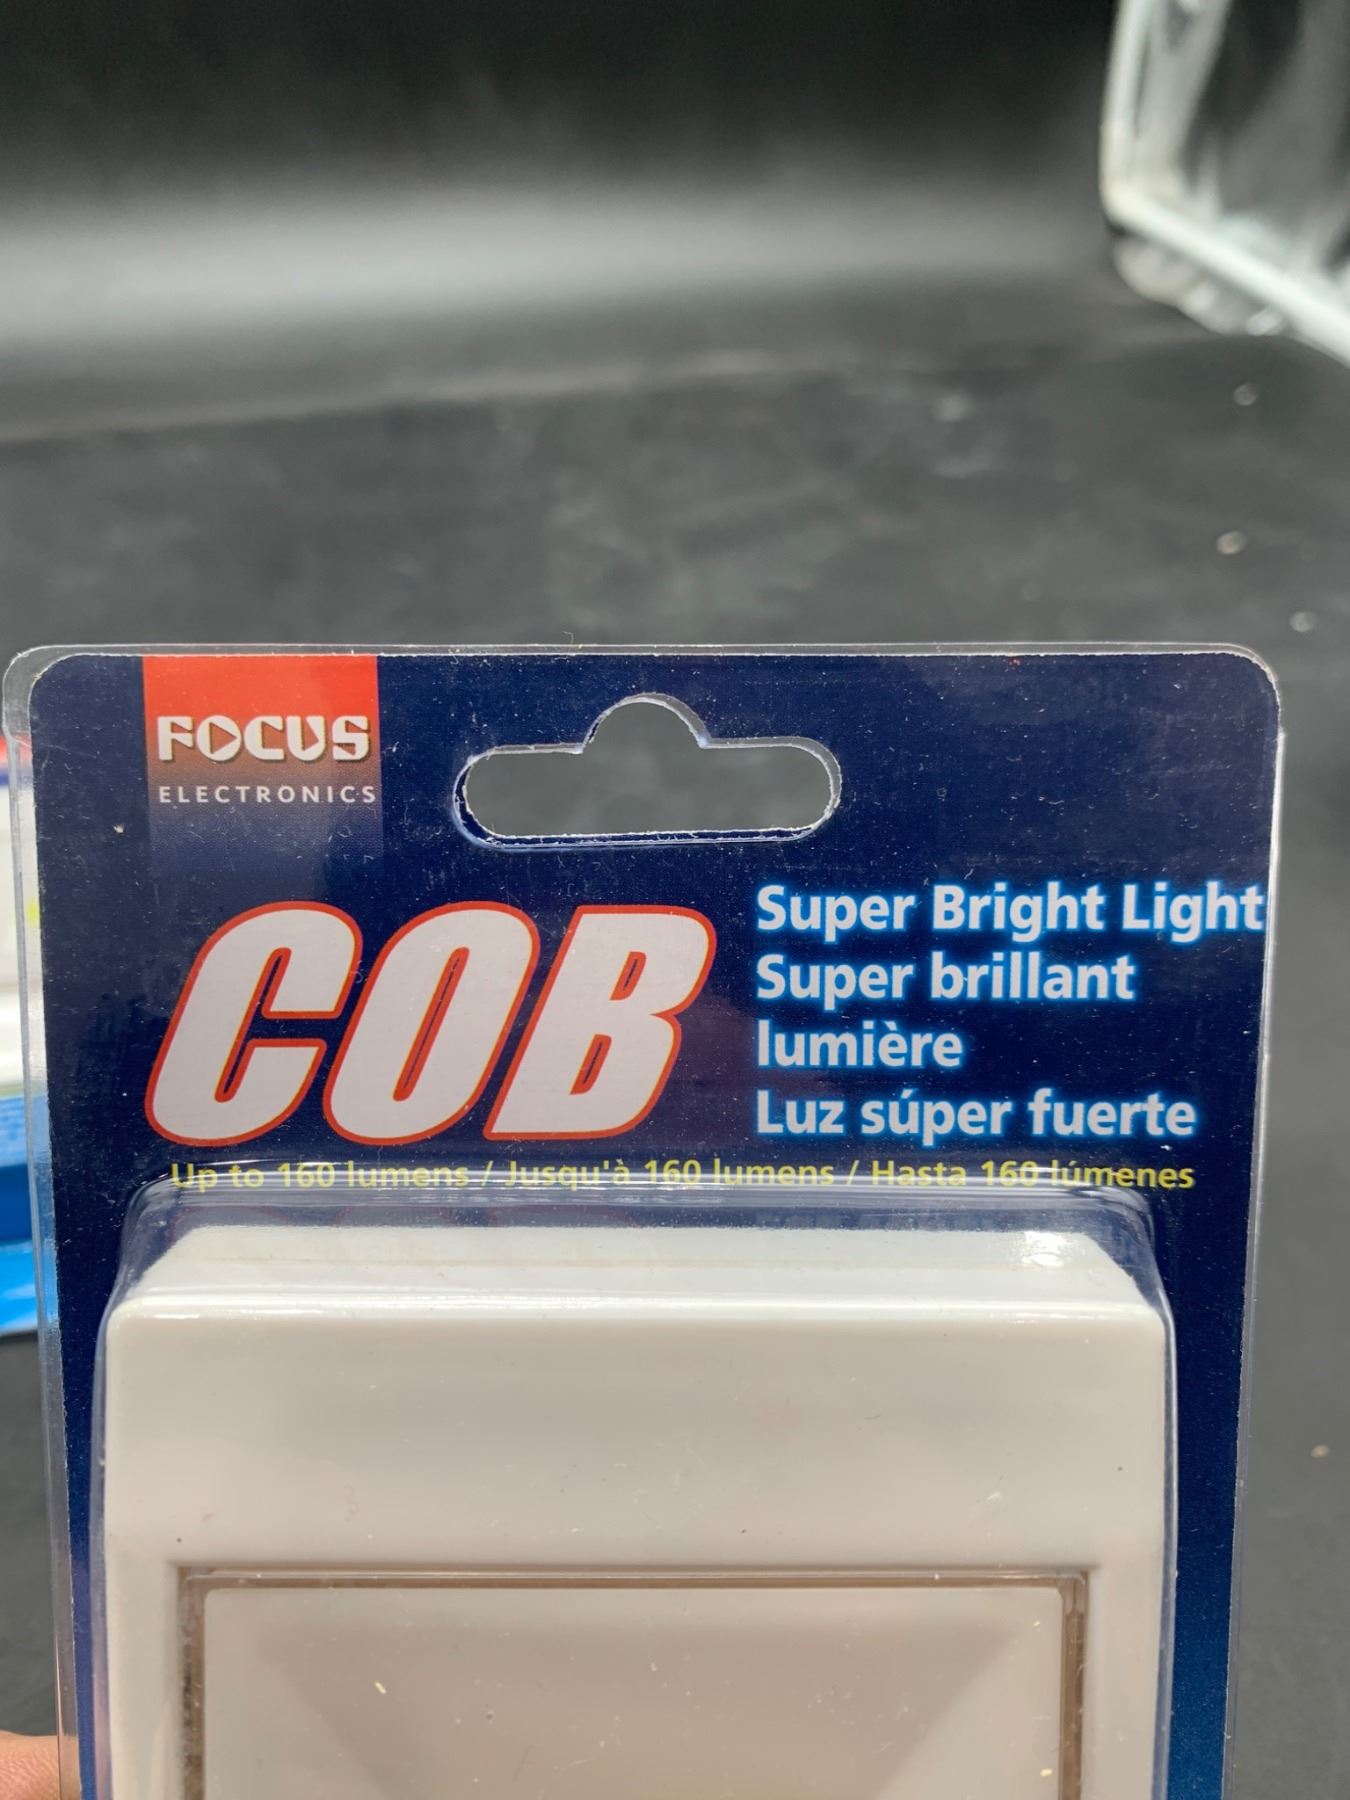 FOCUS
ELECTRONICS
COB
Super Bright Light
Super brillant
lumière
Luz súper fuerte
Up to 160 lumens / Jusqu'à 160 lumens / Hasta 160 lúmenes